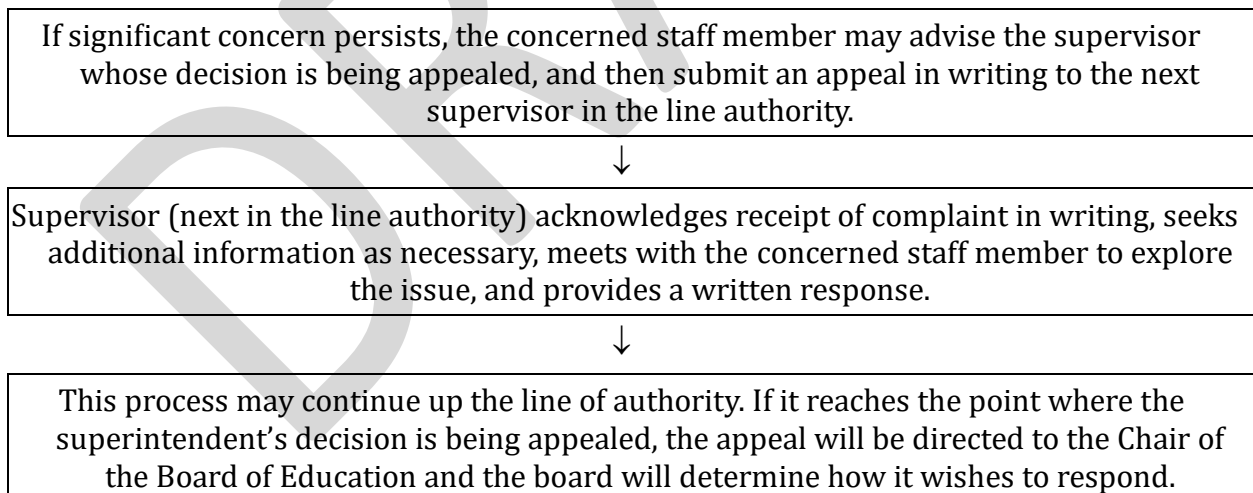 If significant concern persists, the concerned staff member may advise the supervisor
whose decision is being appealed, and then submit an appeal in writing to the next
supervisor in the line authority.
↓
Supervisor (next in the line authority) acknowledges receipt of complaint in writing, seeks
additional information as necessary, meets with the concerned staff member to explore
the issue, and provides a written response.
↓
This process may continue up the line of authority. If it reaches the point where the
superintendent’s decision is being appealed, the appeal will be directed to the Chair of
the Board of Education and the board will determine how it wishes to respond.